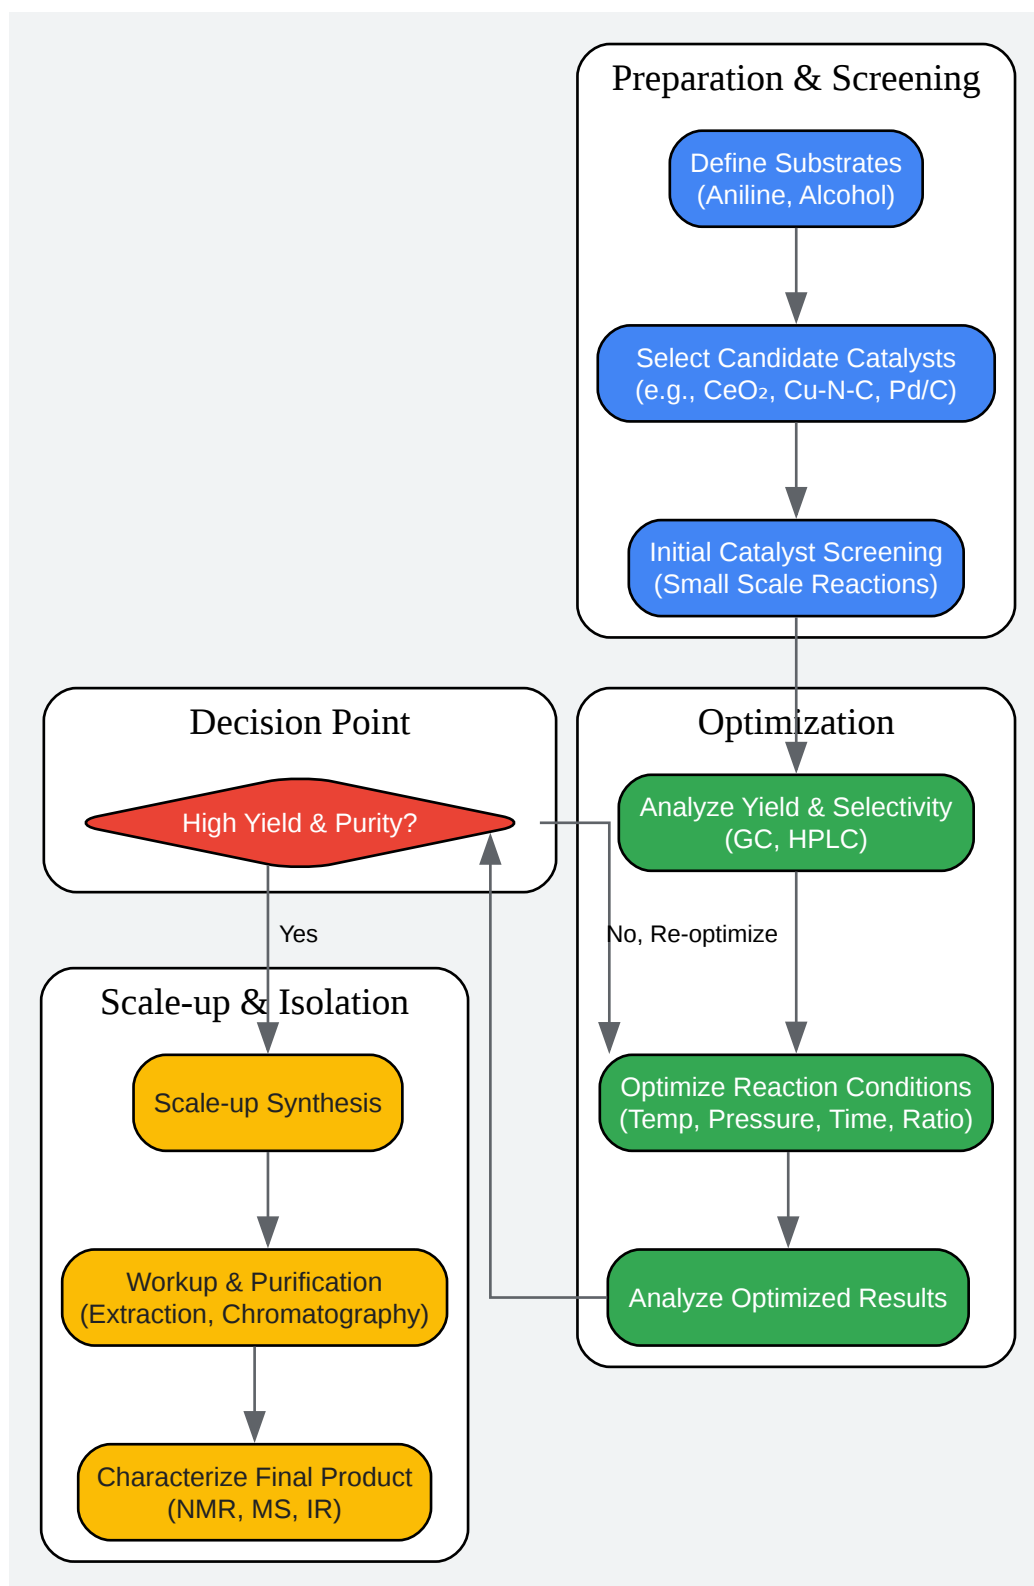 Preparation & Screening
Define Substrates
(Aniline, Alcohol)
Select Candidate Catalysts
(e.g., CeO₂, Cu-N-C, Pd/C)
Initial Catalyst Screening
(Small Scale Reactions)
Decision Point
High Yield & Purity?
Yes
Optimization
Analyze Yield & Selectivity
(GC, HPLC)
No, Re-optimize
Optimize Reaction Conditions
(Temp, Pressure, Time, Ratio)
Analyze Optimized Results
Scale-up & Isolation
Scale-up Synthesis
Workup & Purification
(Extraction, Chromatography)
Characterize Final Product
(NMR, MS, IR)